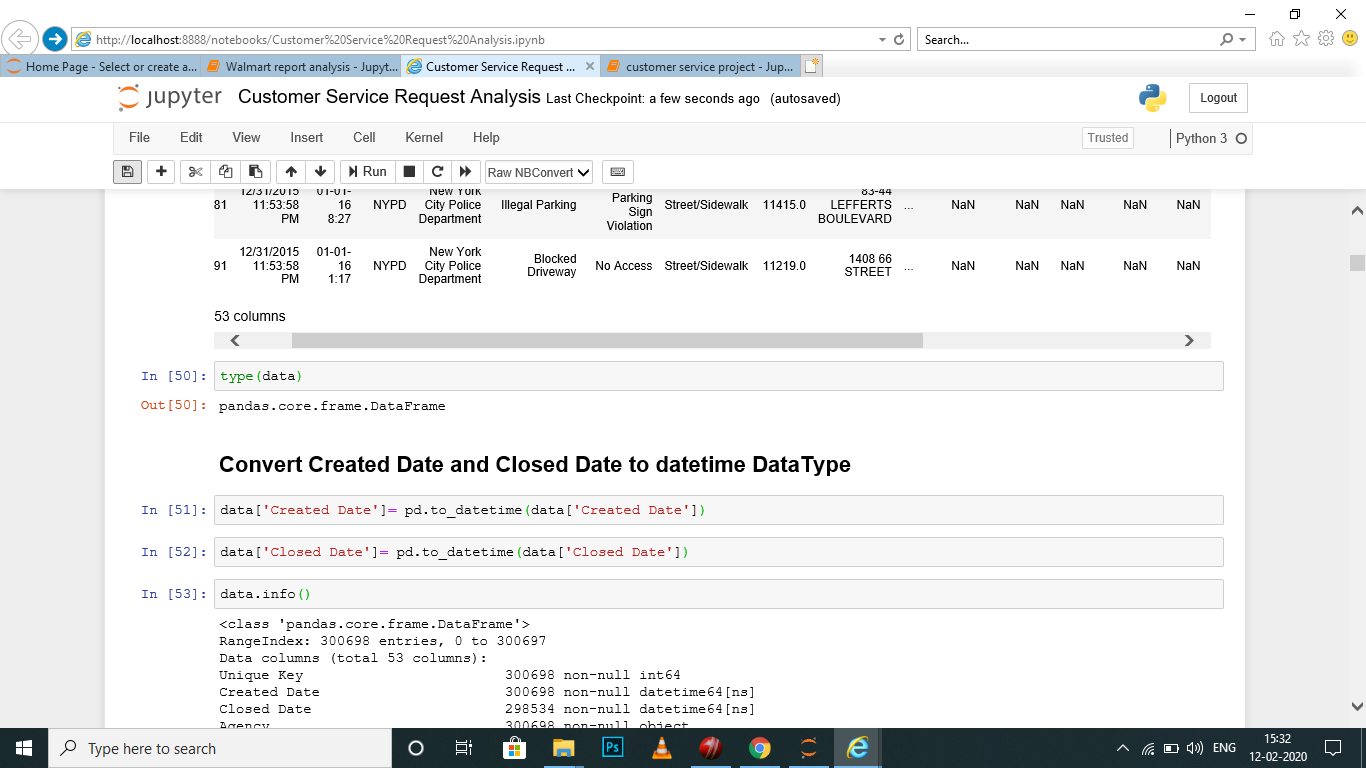 http://localhost:8888/notebooks/Customer%20Service%20Request%20Analysis.ipynb
Search...
Home Page - Select or create a...
Walmart report analysis - Jupyt...
Customer Service Request ...
customer service project - Jup...
jupyter Customer Service Request Analysis Last Checkpoint: a few seconds ago (autosaved)
Logout
File Edit View Insert Cell Kernel Help
Trusted
Python 3
Run
Raw NBConvert
81 12/31/2015 11:53:58 PM 01-01-16 8:27 NYPD New York City Police Department Illegal Parking Parking Sign Violation Street/Sidewalk 11415.0 83-44 LEFFERTS BOULEVARD ... NaN NaN NaN NaN NaN
91 12/31/2015 11:53:58 PM 01-01-16 1:17 NYPD New York City Police Department Blocked Driveway No Access Street/Sidewalk 11219.0 1408 66 STREET ... NaN NaN NaN NaN NaN
53 columns
In [50]: type(data)
Out[50]: pandas.core.frame.DataFrame
Convert Created Date and Closed Date to datetime DataType
In [51]: data['Created Date']= pd.to_datetime(data['Created Date'])
In [52]: data['Closed Date']= pd.to_datetime(data['Closed Date'])
In [53]: data.info()
<class 'pandas.core.frame.DataFrame'>
RangeIndex: 300698 entries, 0 to 300697
Data columns (total 53 columns):
Unique Key 300698 non-null int64
Created Date 300698 non-null datetime64[ns]
Closed Date 298534 non-null datetime64[ns]
Agency 300698 non-null object
Type here to search
Ps
ENG
15:32
12-02-2020